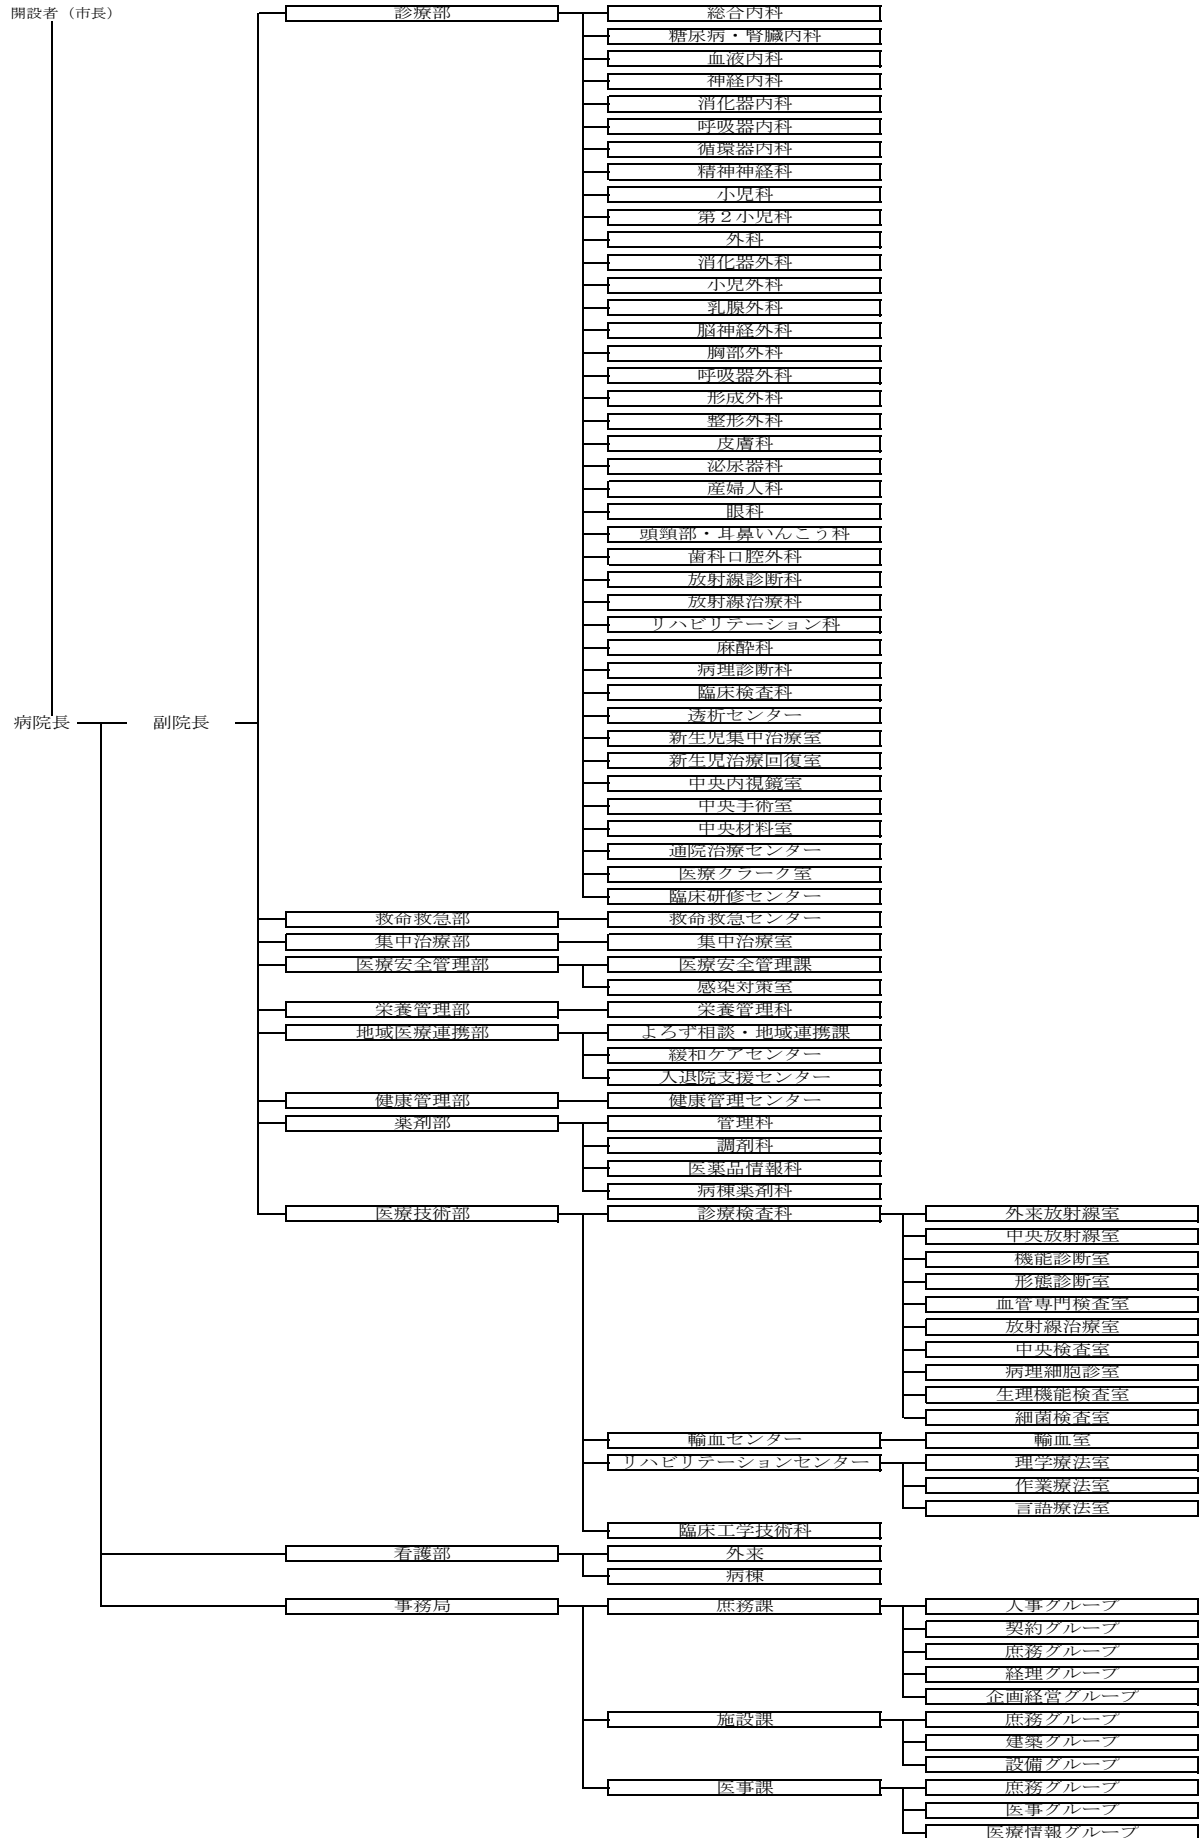 開設者（市長）
診療部
総合内科
糖尿病・腎臓内科
血液内科
神経内科
消化器内科
呼吸器内科
循環器内科
精神神経科
小児科
第２小児科
外科
消化器外科
小児外科
乳腺外科
脳神経外科
胸部外科
呼吸器外科
形成外科
整形外科
皮膚科
泌尿器科
産婦人科
眼科
頭頸部・耳鼻いんこう科
歯科口腔外科
放射線診断科
放射線治療科
リハビリテーション科
麻酔科
病理診断科
臨床検査科
病院長
副院長
透析センター
新生児集中治療室
新生児治療回復室
中央内視鏡室
中央手術室
中央材料室
通院治療センター
医療クラーク室
臨床研修センター
救命救急部
救命救急センター
集中治療部
集中治療室
医療安全管理部
医療安全管理課
感染対策室
栄養管理部
栄養管理科
地域医療連携部
よろず相談・地域連携課
緩和ケアセンター
入退院支援センター
健康管理部
健康管理センター
薬剤部
管理科
調剤科
医薬品情報科
病棟薬剤科
医療技術部
診療検査科
外来放射線室
中央放射線室
機能診断室
形態診断室
血管専門検査室
放射線治療室
中央検査室
病理細胞診室
生理機能検査室
細菌検査室
輸血センター
輸血室
リハビリテーションセンター
理学療法室
作業療法室
言語療法室
臨床工学技術科
看護部
外来
病棟
事務局
庶務課
人事グループ
契約グループ
庶務グループ
経理グループ
企画経営グループ
施設課
庶務グループ
建築グループ
設備グループ
医事課
庶務グループ
医事グループ
医療情報グループ